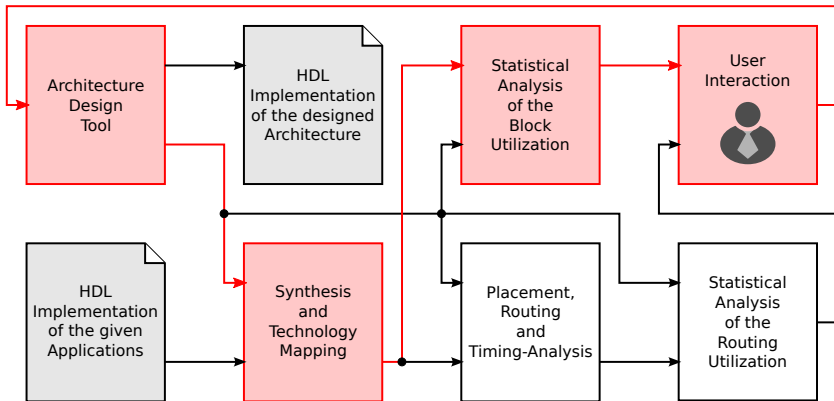 Architecture
Design
Tool
HDL
Implementation
of the designed
Architecture
Statistical
Analysis
of the
Block
Utilization
User
Interaction
HDL
Implementation
of the given
Applications
Synthesis
and
Technology
Mapping
Placement,
Routing
and
Timing-Analysis
Statistical
Analysis
of the
Routing
Utilization